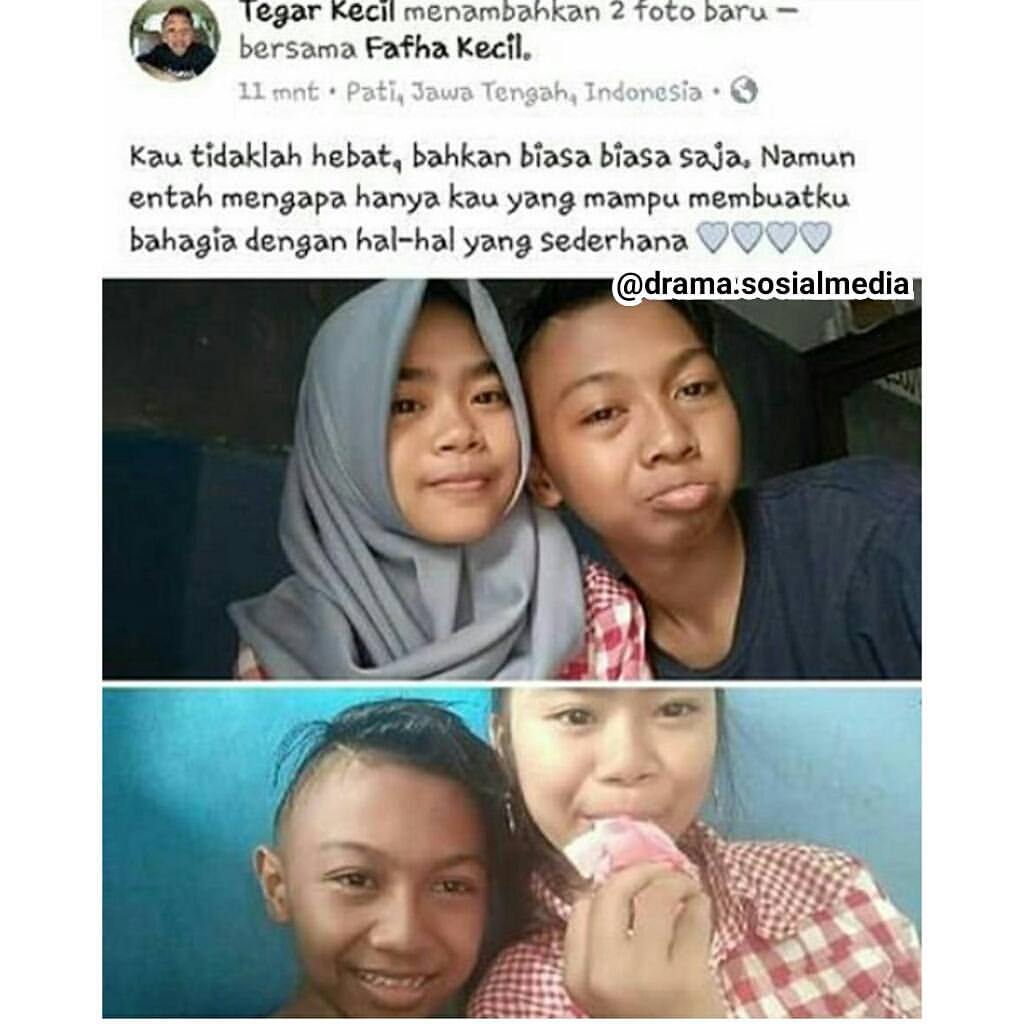 Tegar Kecil menambahkan 2 foto baru —
bersama Fafha Kecil.
11 mnt • Pati, Jawa Tengah, Indonesia •
Kau tidaklah hebat, bahkan biasa biasa saja. Namun
entah mengapa hanya kau yang mampu membuatku
bahagia dengan hal-hal yang sederhana ♡♡♡♡
@drama.sosialmedia